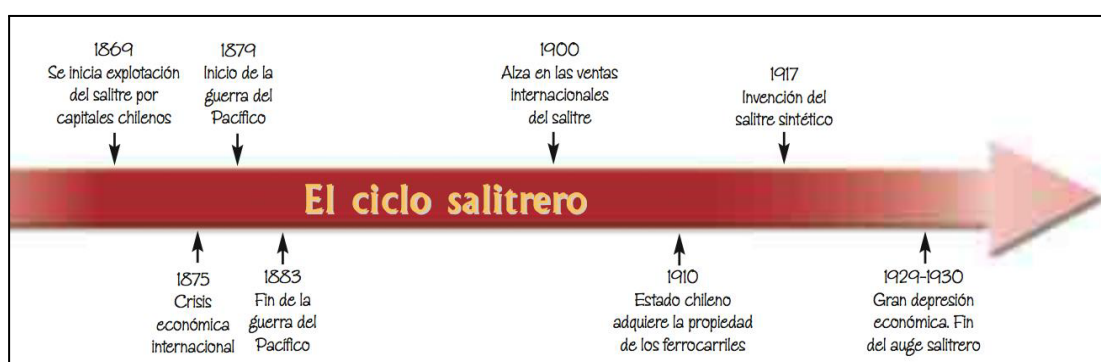 1869
Se inicia explotación
del salitre por
capitales chilenos
1879
Inicio de la
guerra del
Pacífico
1900
Alza en las ventas
internacionales
del salitre
1917
Invención del
salitre sintético
El ciclo salitrero
1875
Crisis
económica
internacional
1883
Fin de la
guerra del
Pacífico
1910
Estado chileno
adquiere la propiedad
de los ferrocarriles
1929-1930
Gran depresión
económica. Fin
del auge salitrero